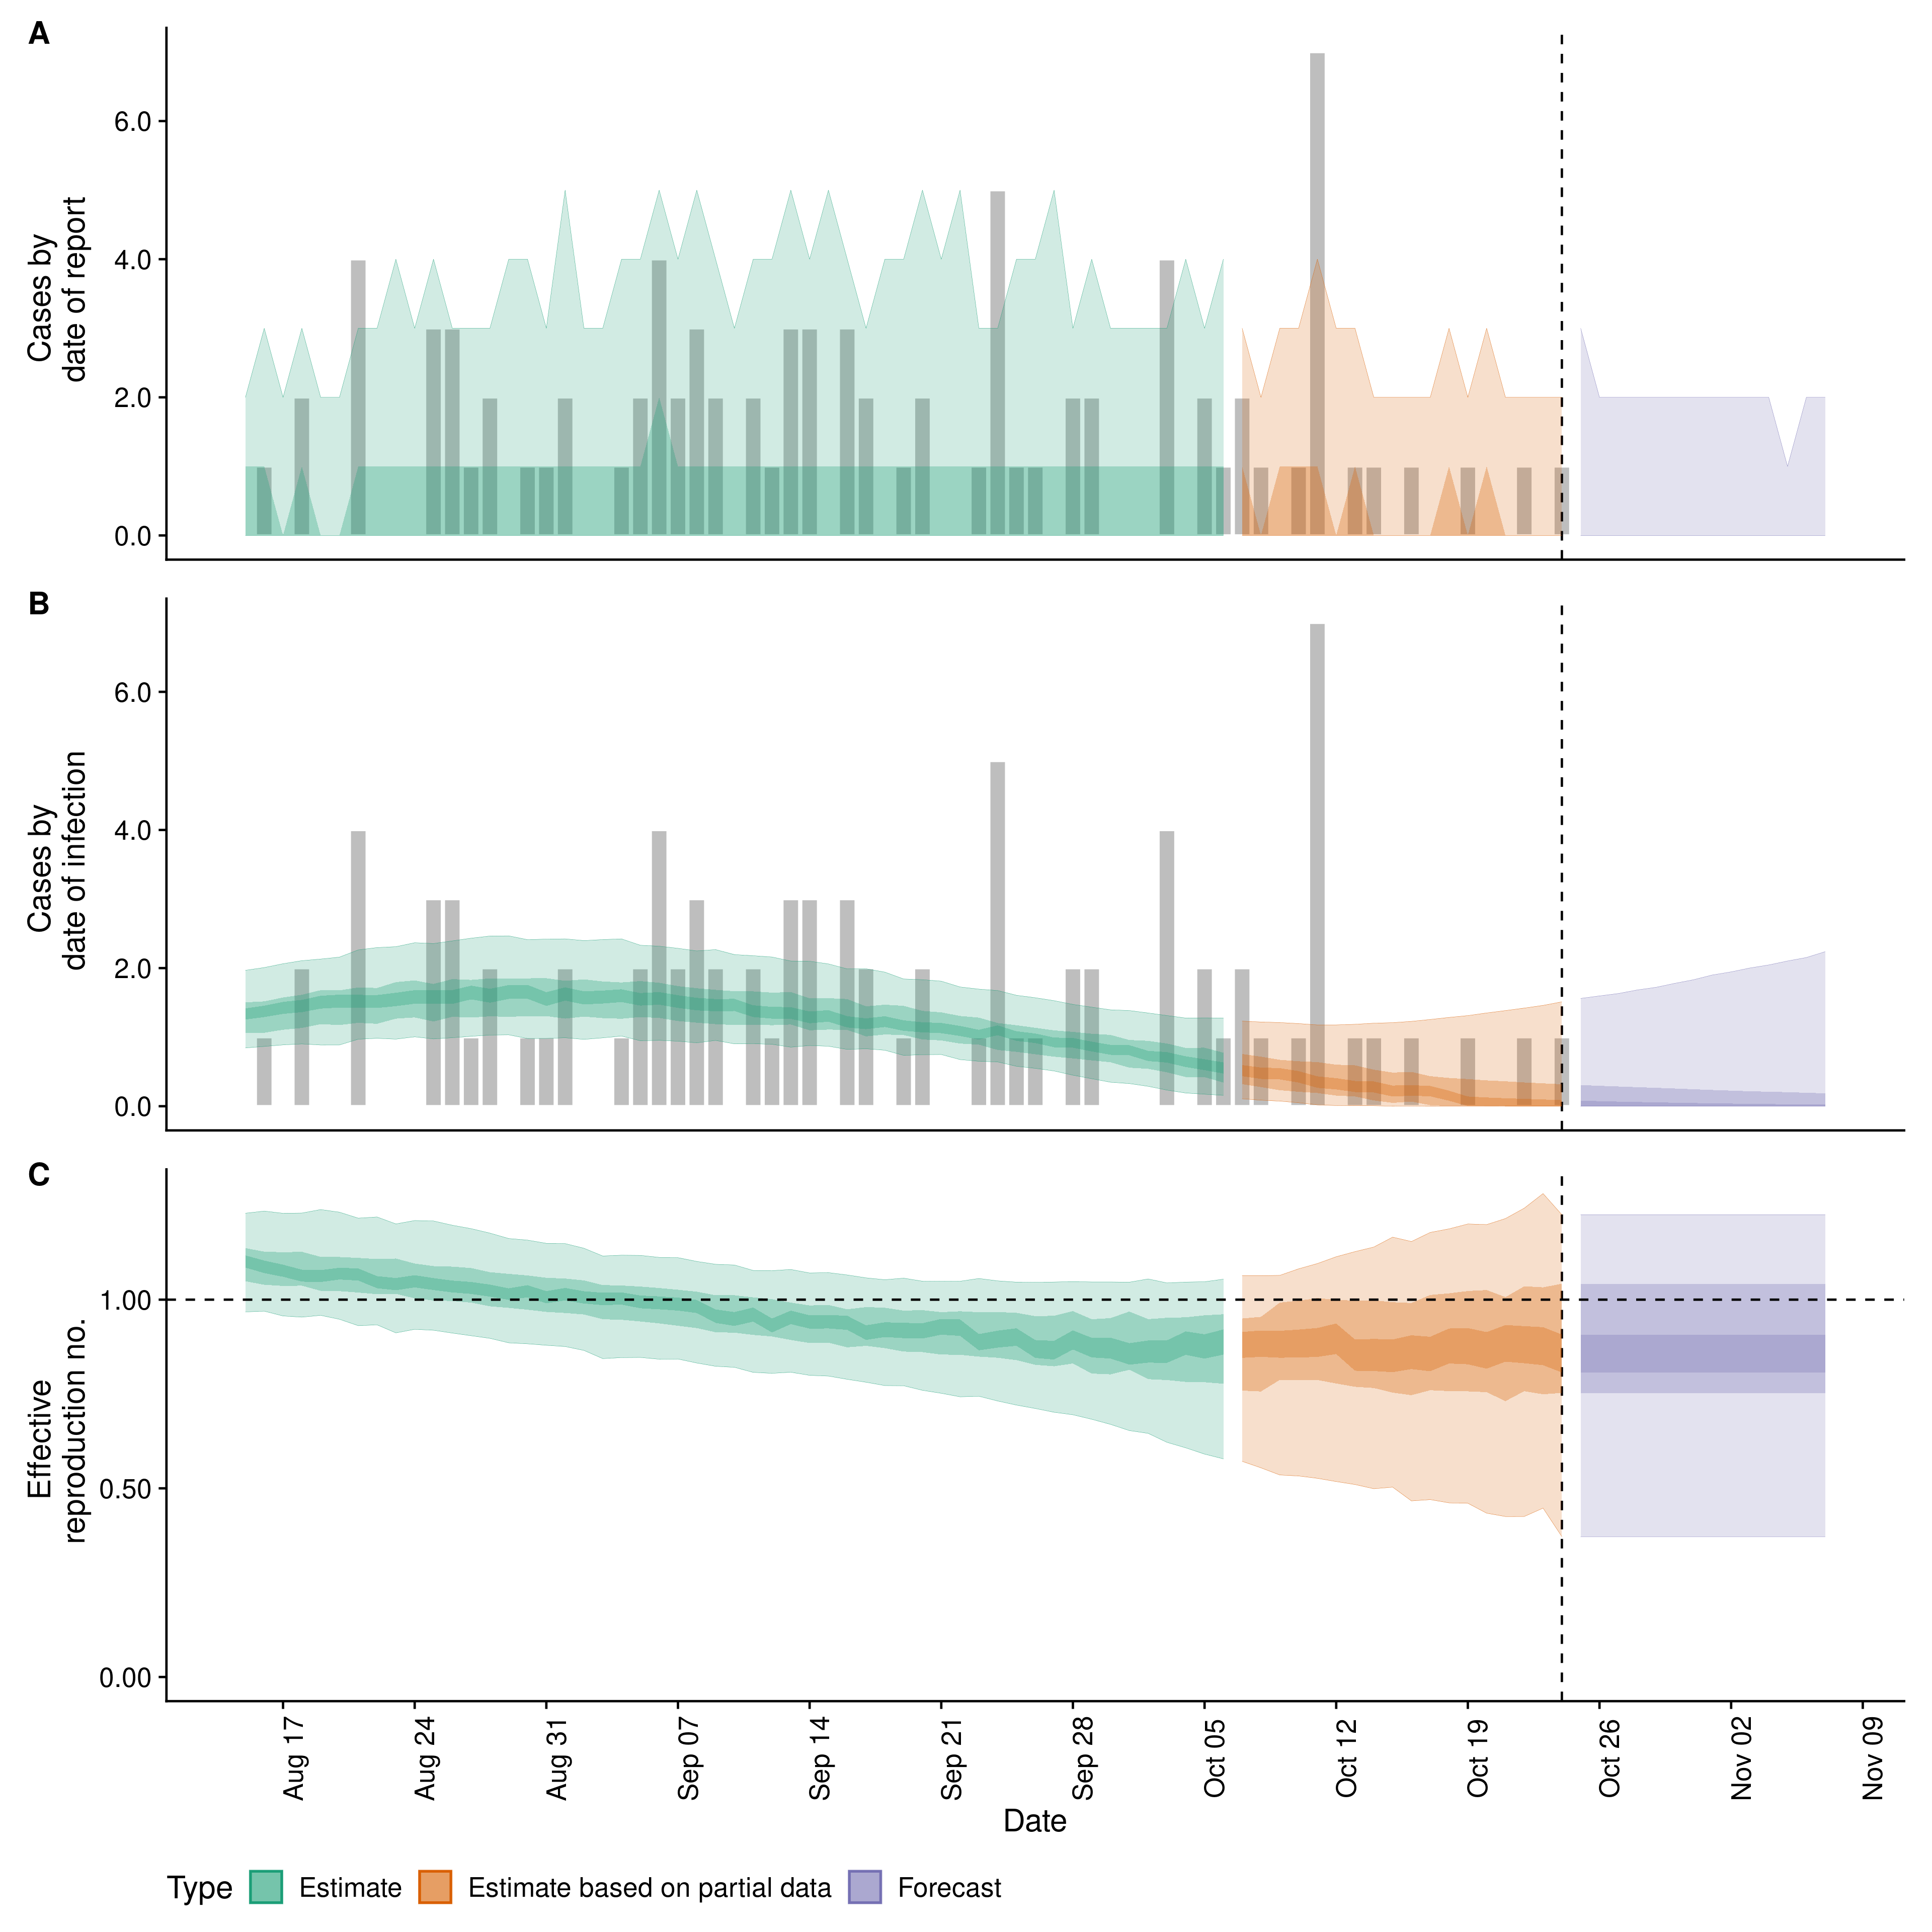 A
Cases by
date of report
6.0
4.0
2.0
0.0
B
Cases by
date of infection
6.0
4.0
2.0
0.0
C
Effective
reproduction no.
1.00
0.50
0.00
Aug 17
Aug 24
Aug 31
Sep 07
Sep 14
Sep 21
Sep 28
Oct 05
Oct 12
Oct 19
Oct 26
Nov 02
Nov 09
Date
Type Estimate Estimate based on partial data Forecast